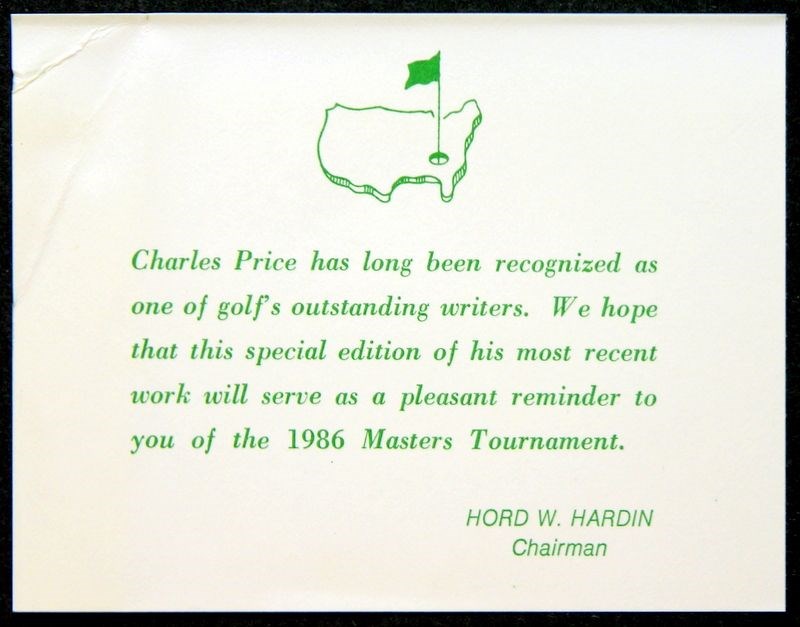 Charles Price has long been recognized as
one of golf's outstanding writers. We hope
that this special edition of his most recent
work will serve as a pleasant reminder to
you of the 1986 Masters Tournament.
HORD W. HARDIN
Chairman